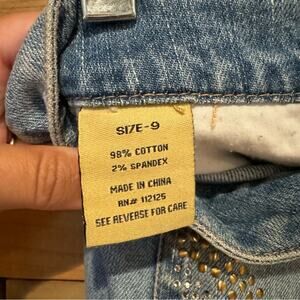 SIZE-9
98% COTTON
2% SPANDEX
MADE IN CHINA
RN# 112125
SEE REVERSE FOR CARE